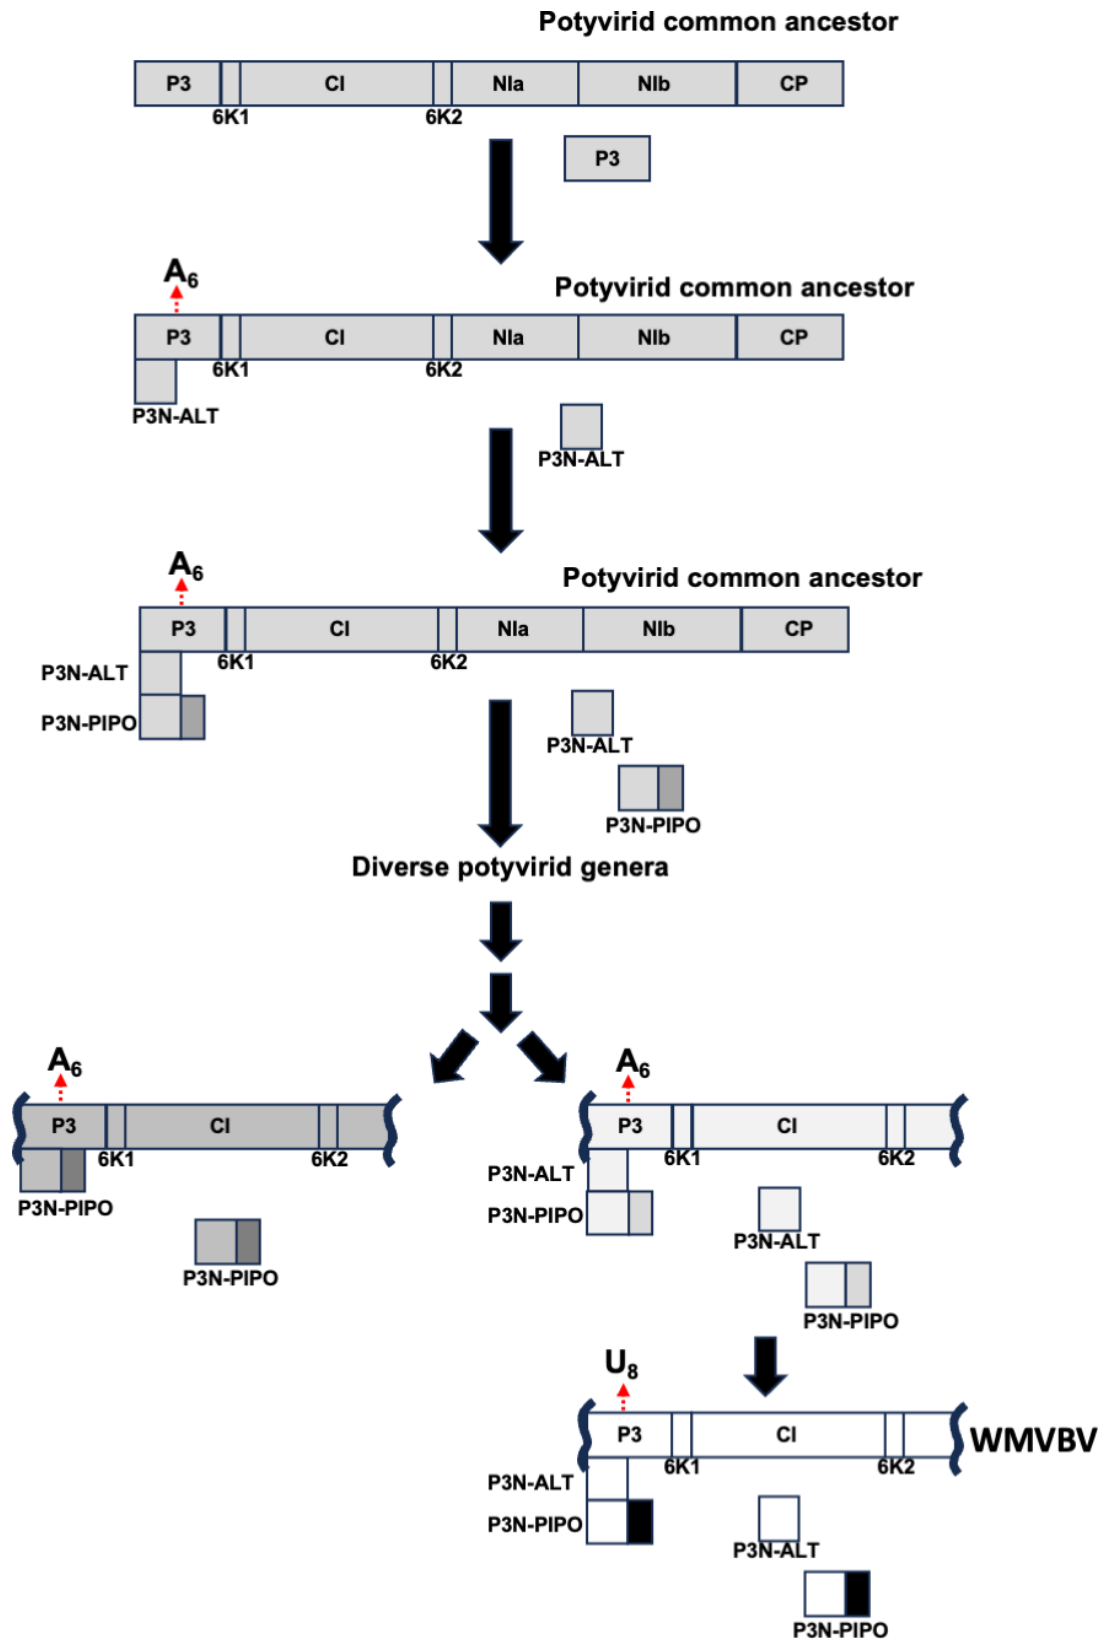 Potyvirid common ancestor
P3 CI NIa NIb CP
6K1 6K2
P3
A6
Potyvirid common ancestor
P3 CI NIa NIb CP
6K1 6K2
P3N-ALT
P3N-ALT
A6
Potyvirid common ancestor
P3 CI NIa NIb CP
6K1 6K2
P3N-ALT
P3N-PIPO
P3N-ALT
P3N-PIPO
Diverse potyvirid genera
A6
P3 CI
6K1 6K2
P3N-PIPO
P3N-PIPO
A6
P3 CI
6K1 6K2
P3N-ALT
P3N-PIPO
P3N-ALT
P3N-PIPO
U8
P3 CI WMVBV
6K1 6K2
P3N-ALT
P3N-PIPO
P3N-ALT
P3N-PIPO